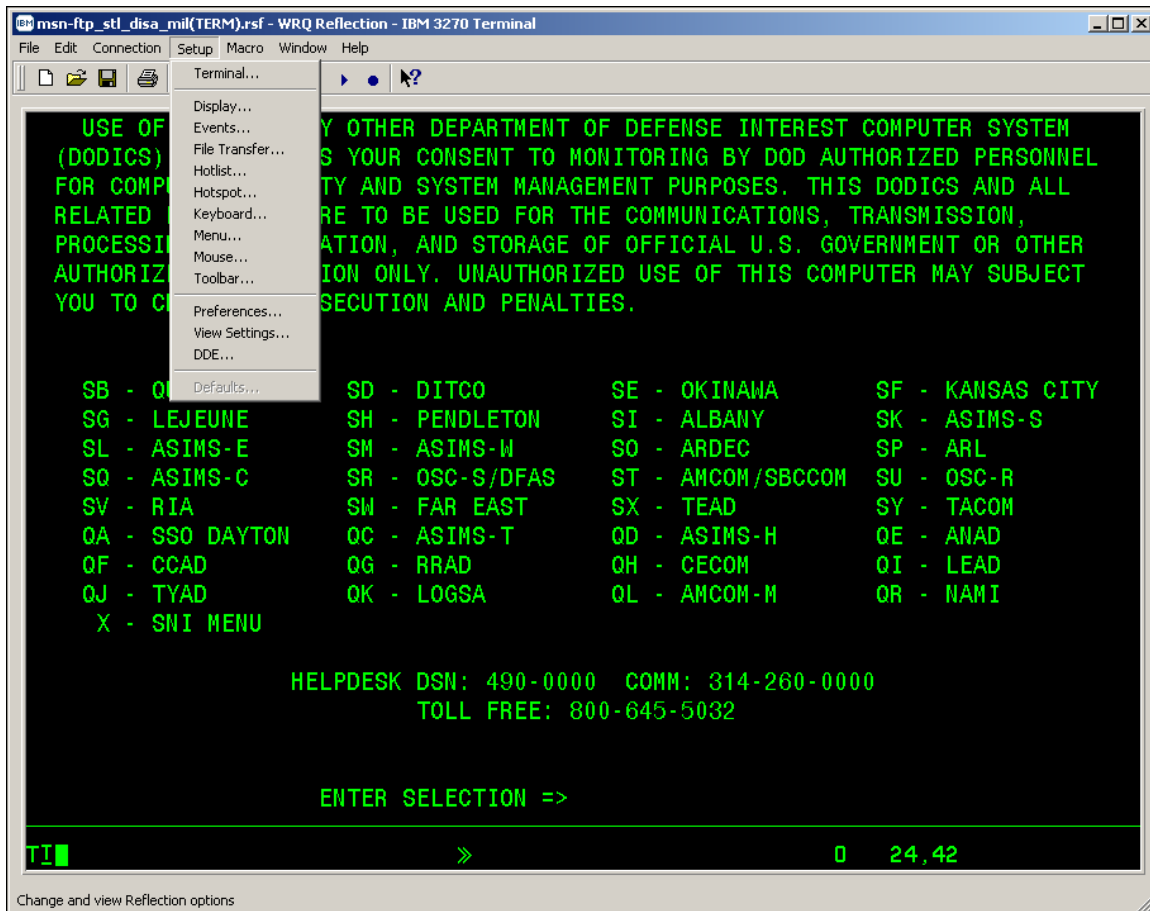 msn-ftp_stl_disa_mil(TERM).rsf - WRQ Reflection - IBM 3270 Terminal
File Edit Connection Setup Macro Window Help
Terminal...
Display...
Events...
File Transfer...
Hotlist...
Hotspot...
Keyboard...
Menu...
Mouse...
Toolbar...
Preferences...
View Settings...
DDE...
Defaults...
USE OF Y OTHER DEPARTMENT OF DEFENSE INTEREST COMPUTER SYSTEM
(DODICS) S YOUR CONSENT TO MONITORING BY DOD AUTHORIZED PERSONNEL
FOR COMP TY AND SYSTEM MANAGEMENT PURPOSES. THIS DODICS AND ALL
RELATED RE TO BE USED FOR THE COMMUNICATIONS, TRANSMISSION,
PROCESSI ATION, AND STORAGE OF OFFICIAL U.S. GOVERNMENT OR OTHER
AUTHORIZ ION ONLY. UNAUTHORIZED USE OF THIS COMPUTER MAY SUBJECT
YOU TO C SECUTION AND PENALTIES.
SB - QU SD - DITCO SE - OKINAWA SF - KANSAS CITY
SG - LEJEUNE SH - PENDLETON SI - ALBANY SK - ASIMS-S
SL - ASIMS-E SM - ASIMS-W SO - ARDEC SP - ARL
SQ - ASIMS-C SR - OSC-S/DFAS ST - AMCOM/SBCCOM SU - OSC-R
SV - RIA SW - FAR EAST SX - TEAD SY - TACOM
QA - SSO DAYTON QC - ASIMS-T QD - ASIMS-H QE - ANAD
QF - CCAD QG - RRAD QH - CECOM QI - LEAD
QJ - TYAD QK - LOGSA QL - AMCOM-M QR - NAMI
X - SNI MENU
HELPDESK DSN: 490-0000 COMM: 314-260-0000
TOLL FREE: 800-645-5032
ENTER SELECTION =>
TI » 0 24,42
Change and view Reflection options